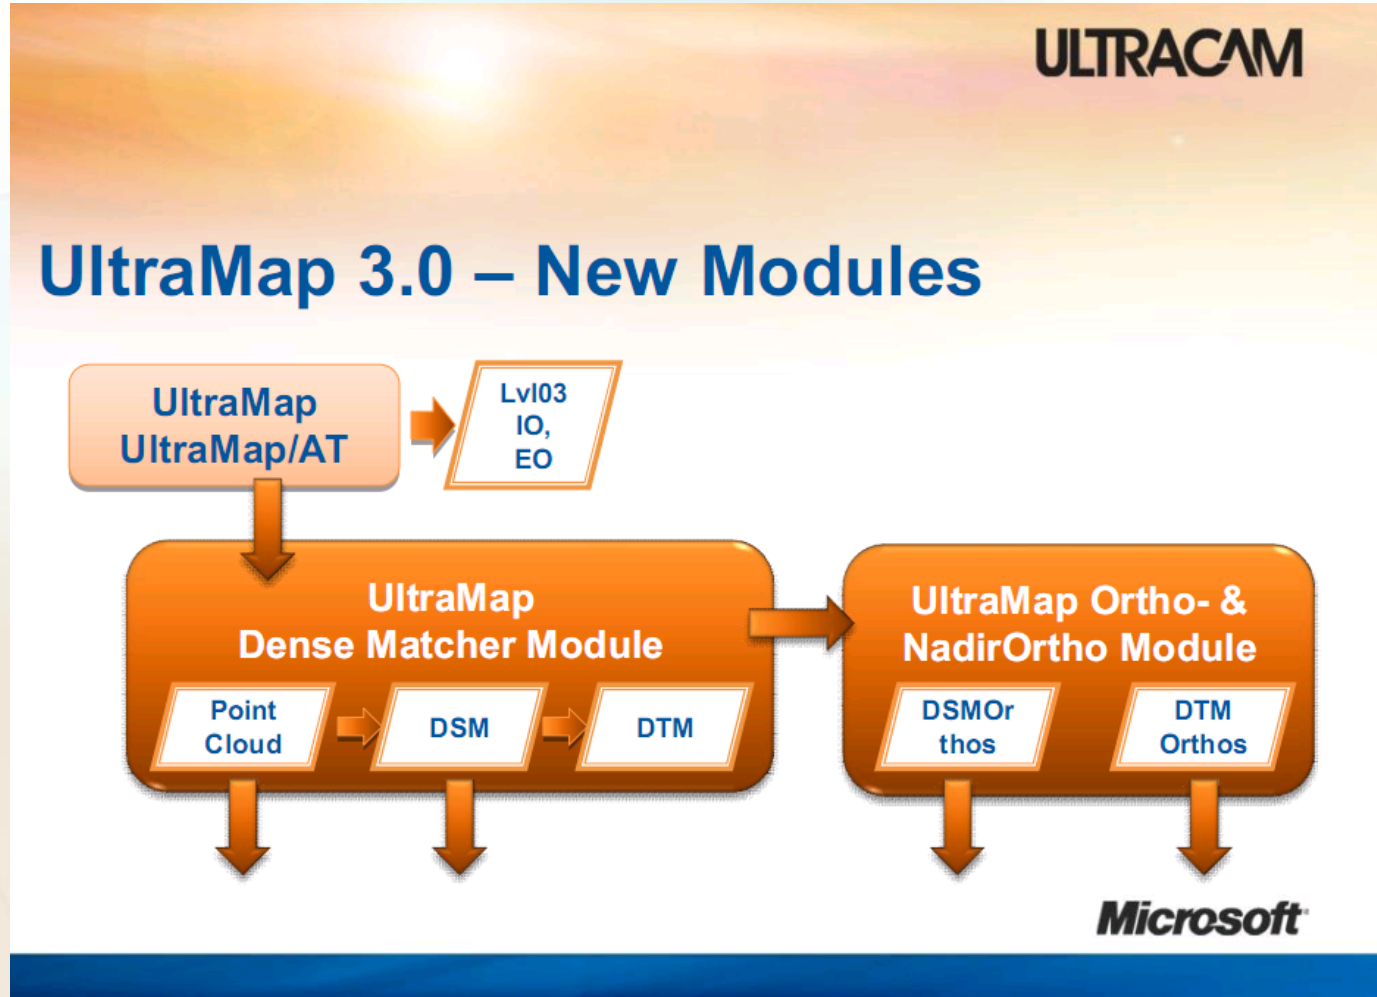 ULTRACAM
UltraMap 3.0 – New Modules
UltraMap
UltraMap/AT
Lvl03
IO,
EO
UltraMap
Dense Matcher Module
Point
Cloud
DSM
DTM
UltraMap Ortho- &
NadirOrtho Module
DSMOr
thos
DTM
Orthos
Microsoft